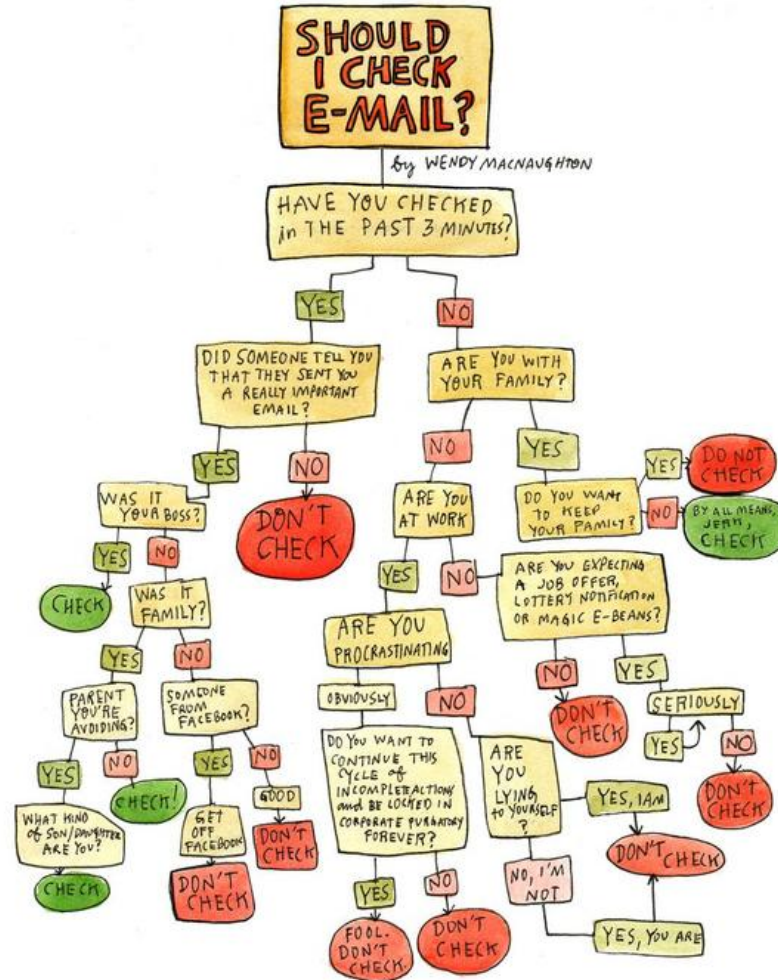 SHOULD
I CHECK
E-MAIL?
by WENDY MACNAUGHTON
HAVE YOU CHECKED
in THE PAST 3 MINUTES?
YES
NO
DID SOMEONE TELL YOU
THAT THEY SENT YOU
A REALLY IMPORTANT
EMAIL?
ARE YOU WITH
YOUR FAMILY?
YES
NO
NO
YES
WAS IT
YOUR BOSS?
DON'T
CHECK
ARE YOU
AT WORK
DO YOU WANT
TO KEEP
YOUR FAMILY?
YES
DO NOT
CHECK
NO
BY ALL MEANS,
JERK,
CHECK
YES
NO
CHECK
WAS IT
FAMILY?
YES
NO
ARE YOU EXPECTING
A JOB OFFER,
LOTTERY NOTIFICATION
OR MAGIC E-BEANS?
ARE YOU
PROCRASTINATING
YES
NO
NO
YES
PARENT
YOU'RE
AVOIDING?
SOMEONE
FROM
FACEBOOK?
OBVIOUSLY
NO
DON'T
CHECK
SERIOUSLY
YES
NO
DON'T
CHECK
YES
NO
CHECK!
YES
NO
GOOD
DON'T
CHECK
WHAT KIND
of SON/DAUGHTER
ARE YOU?
CHECK
GET
OFF
FACEBOOK
DON'T
CHECK
DO YOU WANT TO
CONTINUE THIS
CYCLE of
INCOMPLETE ACTIONS
and BE LOCKED IN
CORPORATE PURGATORY
FOREVER?
YES
NO
FOOL.
DON'T
CHECK.
DON'T
CHECK
ARE
YOU
LYING
to YOURSELF
?
YES, I AM
DON'T CHECK
NO, I'M
NOT
YES, YOU ARE